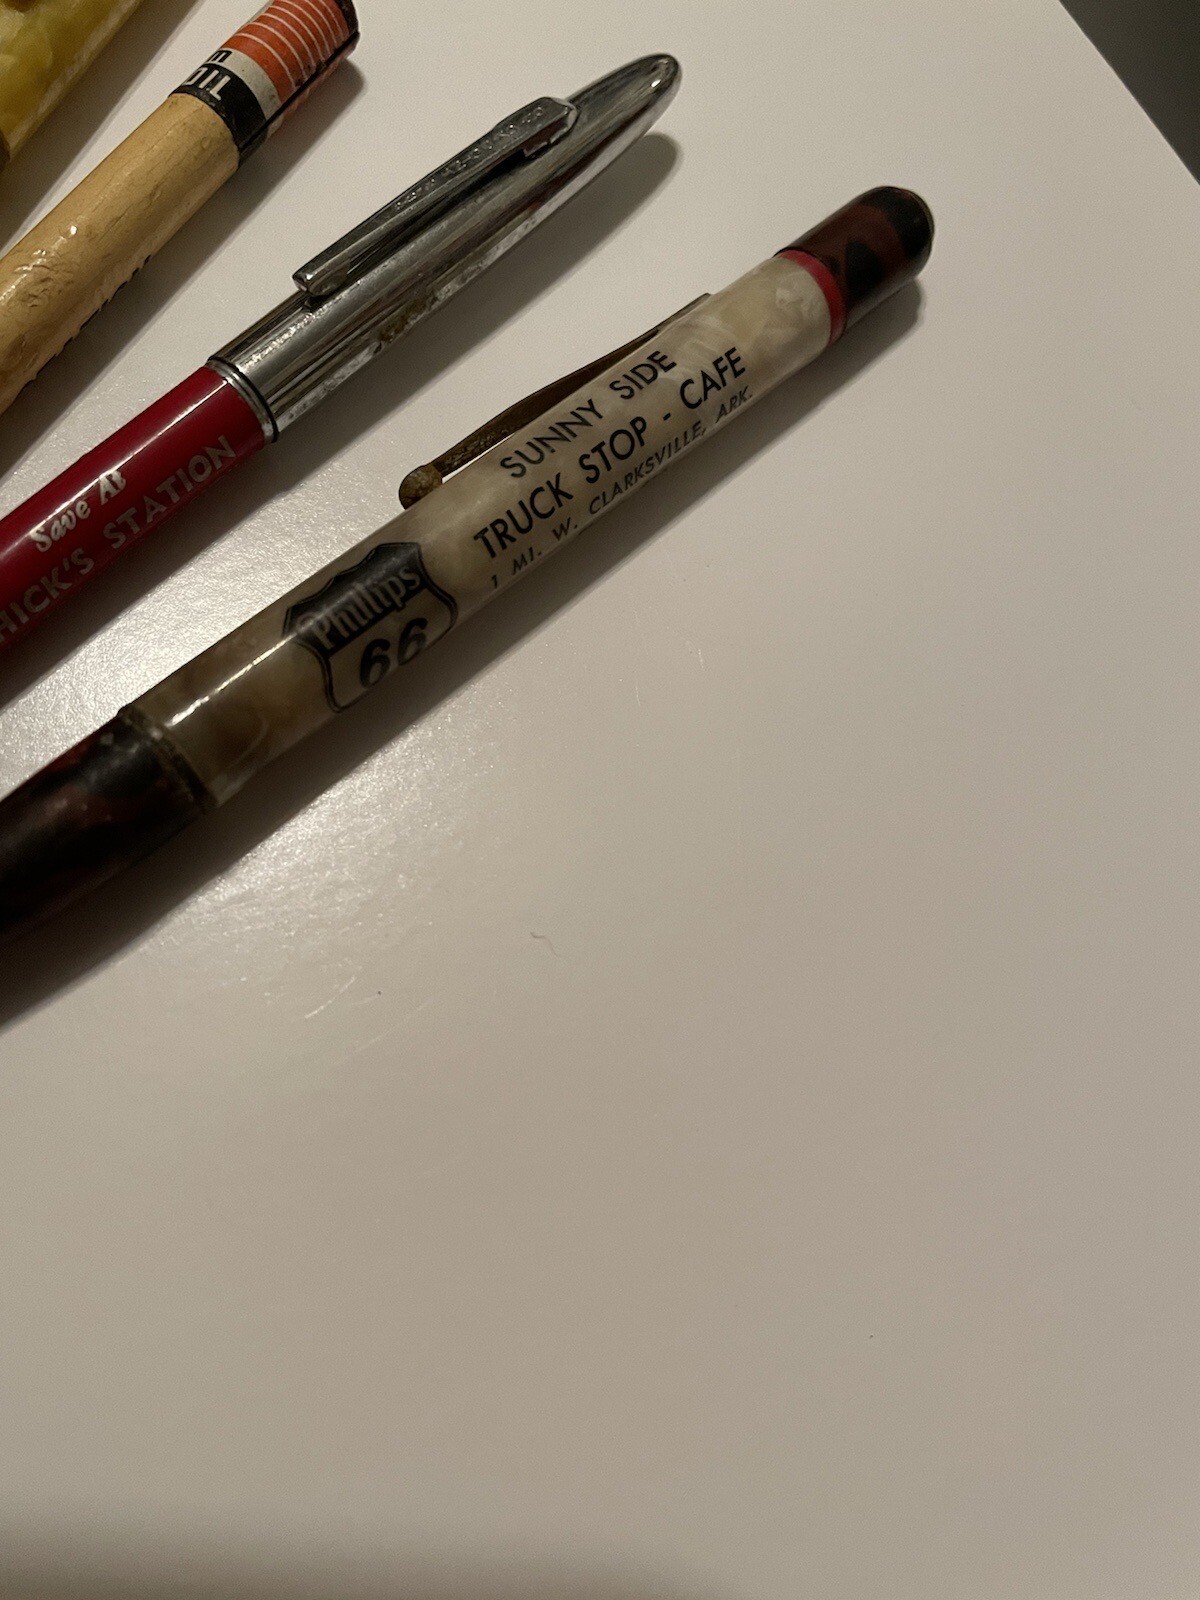 Save At
HICK'S STATION
SUNNY SIDE
TRUCK STOP - CAFE
1 MI. W. CLARKSVILLE, ARK.
Phillips
66